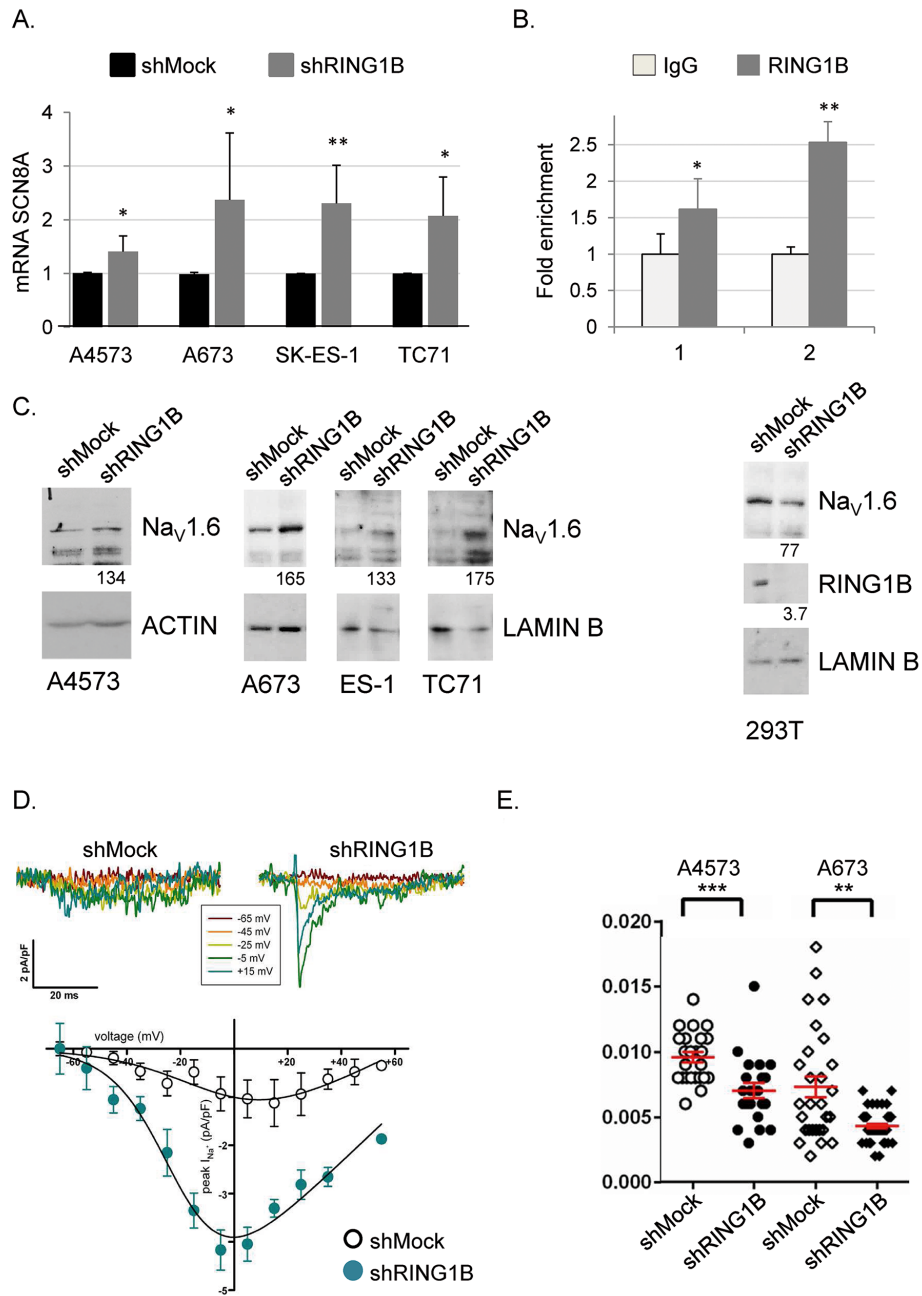 A.
shMock shRING1B
mRNA SCN8A
4
3
2
1
0
* * ** *
A4573 A673 SK-ES-1 TC71
B.
IgG RING1B
Fold enrichment
2.5
2
1.5
1
0.5
0
* **
1 2
C.
shMock shRING1B shMock shRING1B shMock shRING1B shMock shRING1B
NaV1.6 NaV1.6
134 165 133 175
ACTIN LAMIN B
A4573 A673 ES-1 TC71
shMock shRING1B
NaV1.6
77
RING1B
3.7
LAMIN B
293T
D.
shMock shRING1B
-65 mV
-45 mV
-25 mV
-5 mV
+15 mV
2 pA/pF
20 ms
voltage (mV)
-60 -20 +20 +40 +60
peak INa+ (pA/pF)
-2
-3
-5
shMock
shRING1B
E.
A4573 A673
*** **
0.020
0.015
0.010
0.005
0.000
shMock shRING1B shMock shRING1B